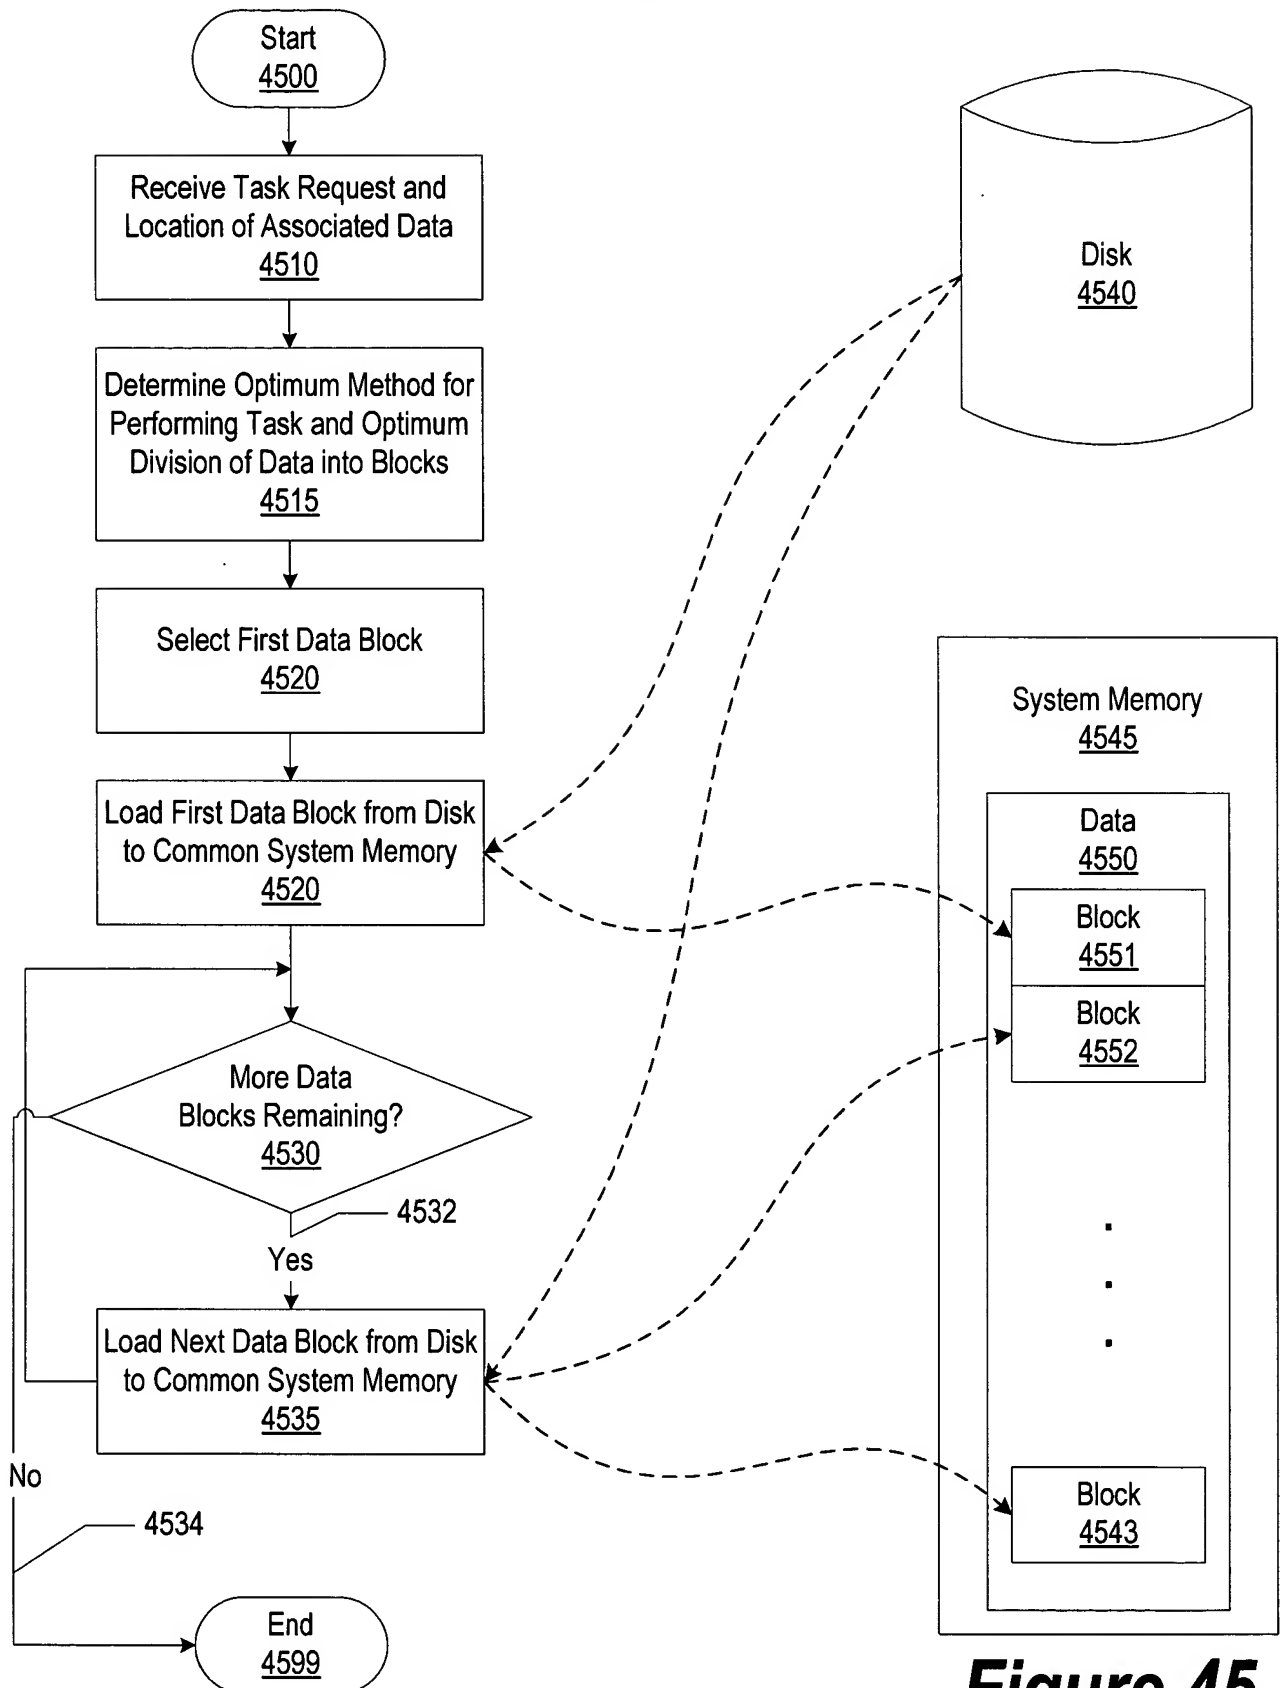 Start
4500
Receive Task Request and
Location of Associated Data
4510
Determine Optimum Method for
Performing Task and Optimum
Division of Data into Blocks
4515
Select First Data Block
4520
Load First Data Block from Disk
to Common System Memory
4520
More Data
Blocks Remaining?
4530
4532
Yes
Load Next Data Block from Disk
to Common System Memory
4535
No
4534
End
4599
Disk
4540
System Memory
4545
Data
4550
Block
4551
Block
4552
.
.
.
Block
4543
Figure 45